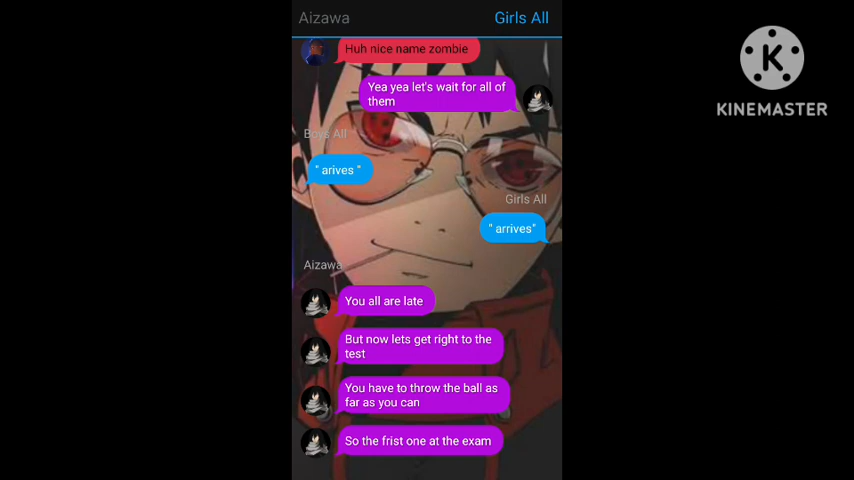 Aizawa
Girls All
Huh nice name zombie
Yea yea let's wait for all of
them
Boys All
" arives "
Girls All
" arrives"
Aizawa
You all are late
But now lets get right to the
test
You have to throw the ball as
far as you can
So the frist one at the exam
K
KINEMASTER